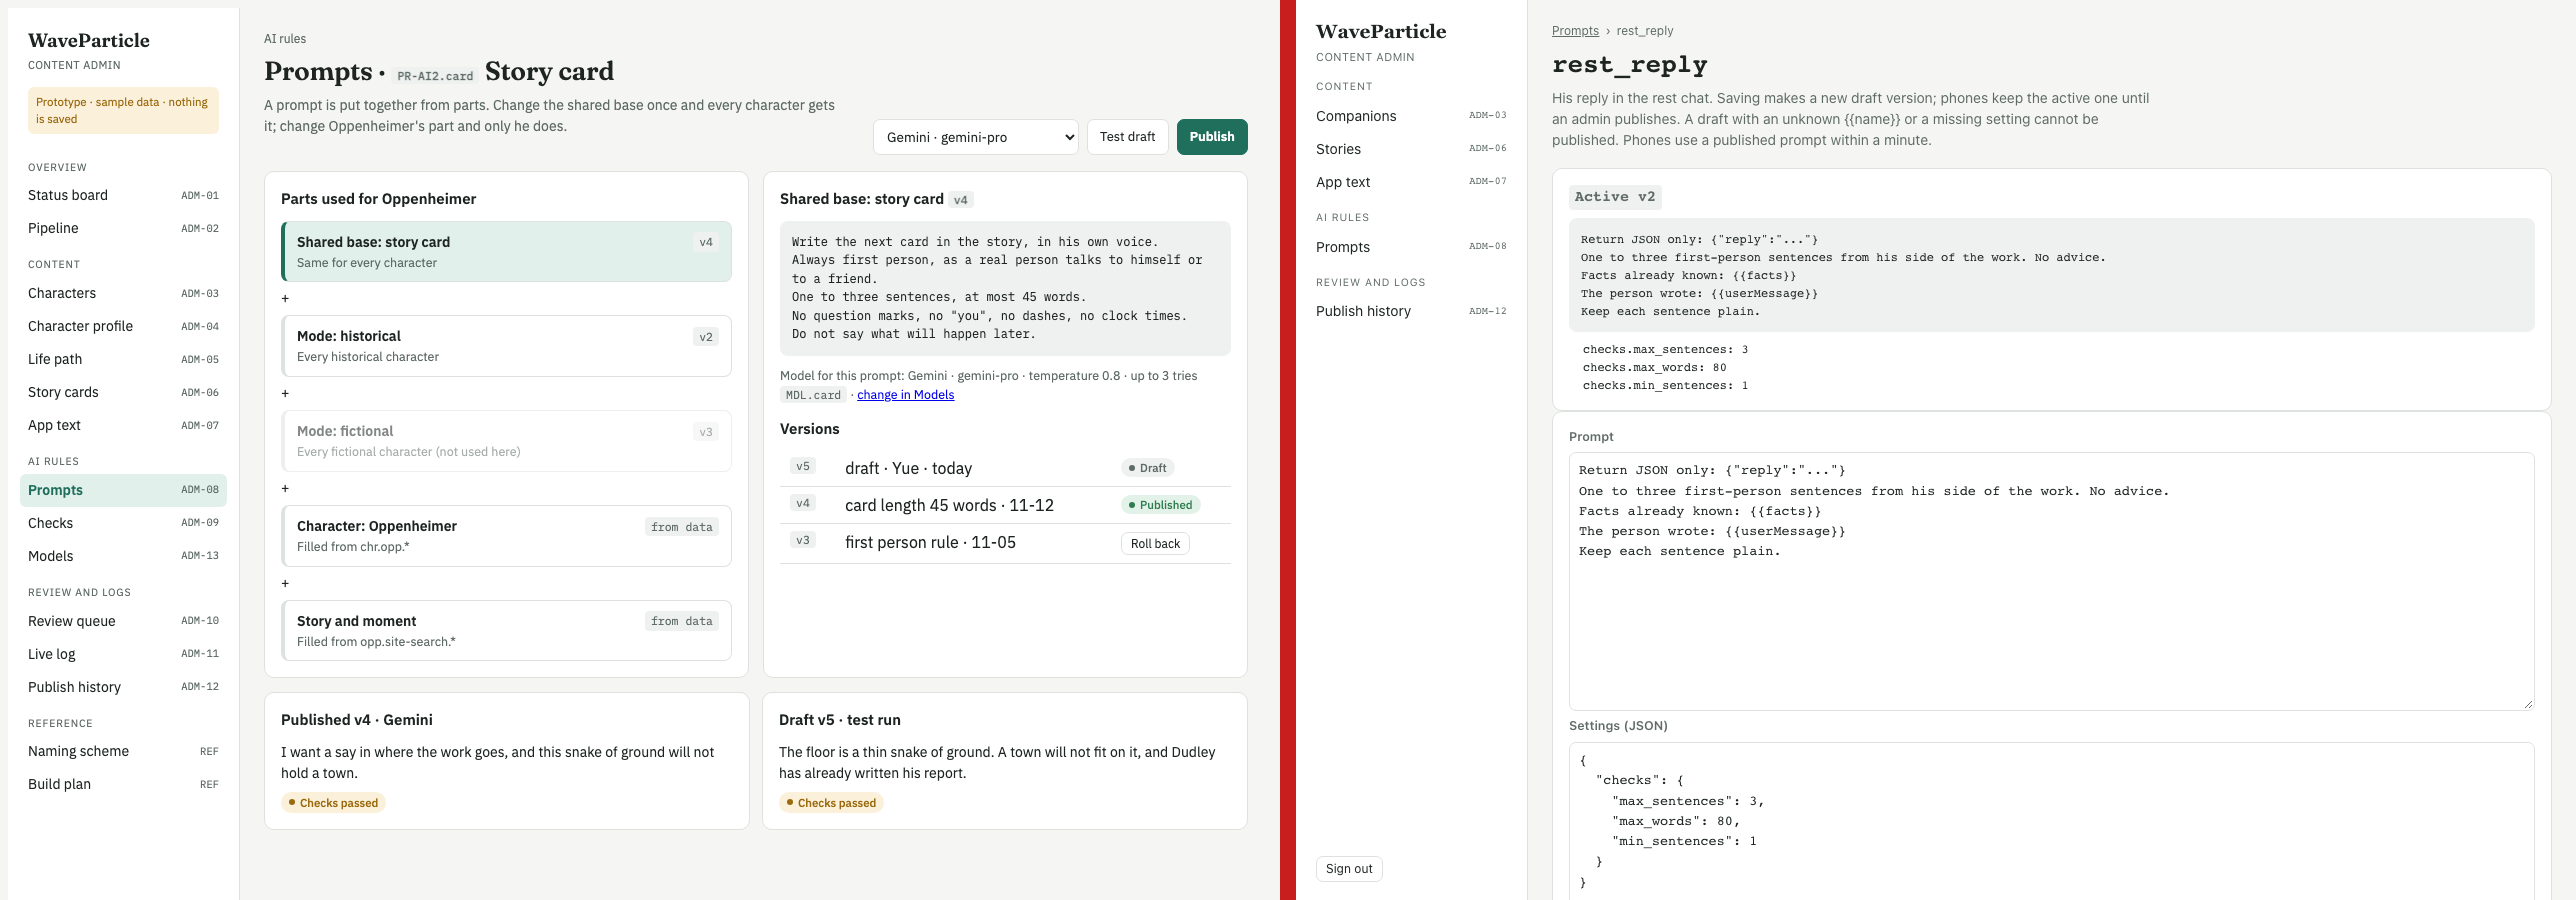 WaveParticle
CONTENT ADMIN
Prototype · sample data · nothing
is saved
OVERVIEW
Status board ADM-01
Pipeline ADM-02
CONTENT
Characters ADM-03
Character profile ADM-04
Life path ADM-05
Story cards ADM-06
App text ADM-07
AI RULES
Prompts ADM-08
Checks ADM-09
Models ADM-13
REVIEW AND LOGS
Review queue ADM-10
Live log ADM-11
Publish history ADM-12
REFERENCE
Naming scheme REF
Build plan REF
AI rules
Prompts · PR-AI2.card Story card
A prompt is put together from parts. Change the shared base once and every character gets
it; change Oppenheimer's part and only he does.
Gemini · gemini-pro
Test draft
Publish
Parts used for Oppenheimer
Shared base: story card v4
Same for every character
+
Mode: historical v2
Every historical character
+
Mode: fictional v3
Every fictional character (not used here)
+
Character: Oppenheimer from data
Filled from chr.opp.*
+
Story and moment from data
Filled from opp.site-search.*
Shared base: story card v4
Write the next card in the story, in his own voice.
Always first person, as a real person talks to himself or
to a friend.
One to three sentences, at most 45 words.
No question marks, no "you", no dashes, no clock times.
Do not say what will happen later.
Model for this prompt: Gemini · gemini-pro · temperature 0.8 · up to 3 tries
MDL.card · change in Models
Versions
v5 draft · Yue · today Draft
v4 card length 45 words · 11-12 Published
v3 first person rule · 11-05 Roll back
Published v4 · Gemini
I want a say in where the work goes, and this snake of ground will not
hold a town.
Checks passed
Draft v5 · test run
The floor is a thin snake of ground. A town will not fit on it, and Dudley
has already written his report.
Checks passed
WaveParticle
CONTENT ADMIN
CONTENT
Companions ADM-03
Stories ADM-06
App text ADM-07
AI RULES
Prompts ADM-08
REVIEW AND LOGS
Publish history ADM-12
Sign out
Prompts › rest_reply
rest_reply
His reply in the rest chat. Saving makes a new draft version; phones keep the active one until
an admin publishes. A draft with an unknown {{name}} or a missing setting cannot be
published. Phones use a published prompt within a minute.
Active v2
Return JSON only: {"reply":"..."}
One to three first-person sentences from his side of the work. No advice.
Facts already known: {{facts}}
The person wrote: {{userMessage}}
Keep each sentence plain.
checks.max_sentences: 3
checks.max_words: 80
checks.min_sentences: 1
Prompt
Return JSON only: {"reply":"..."}
One to three first-person sentences from his side of the work. No advice.
Facts already known: {{facts}}
The person wrote: {{userMessage}}
Keep each sentence plain.
Settings (JSON)
{
"checks": {
"max_sentences": 3,
"max_words": 80,
"min_sentences": 1
}
}